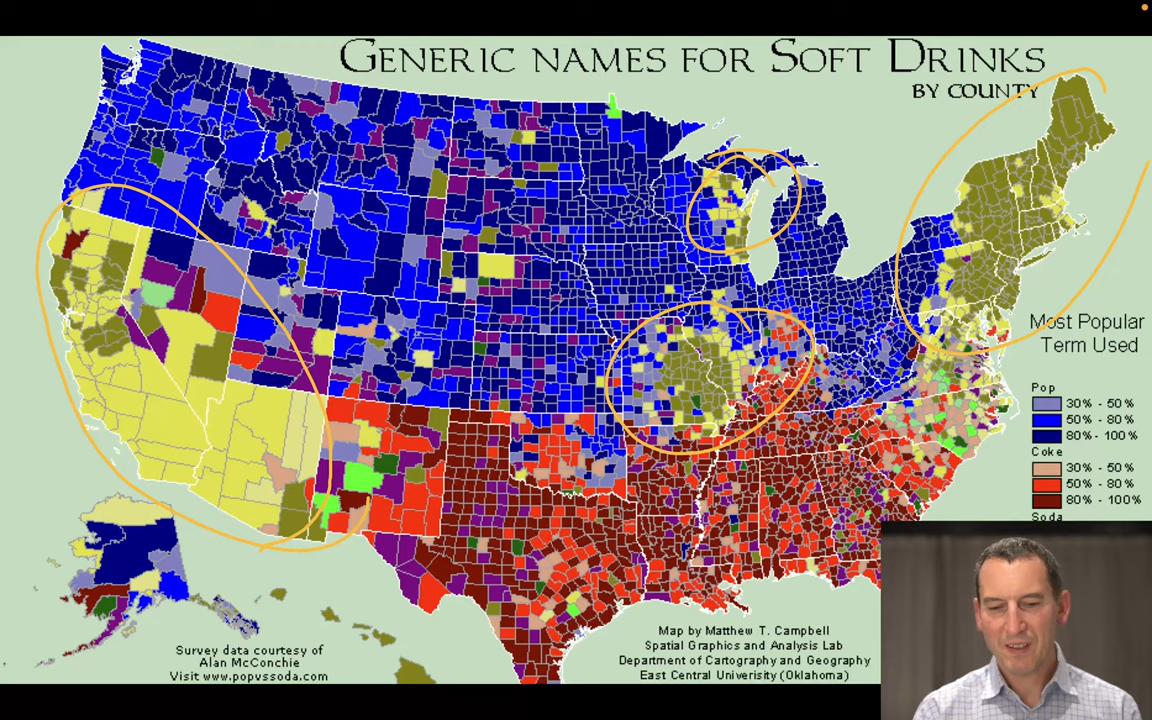 GENERIC NAMES FOR SOFT DRINKS
BY COUNTY
Most Popular
Term Used
Pop
30% - 50%
50% - 80%
80% - 100%
Coke
30% - 50%
50% - 80%
80% - 100%
Soda
Survey data courtesy of
Alan McConchie
Visit www.popvssoda.com
Map by Matthew T. Campbell
Spatial Graphics and Analysis Lab
Department of Cartography and Geography
East Central Univerisity (Oklahoma)